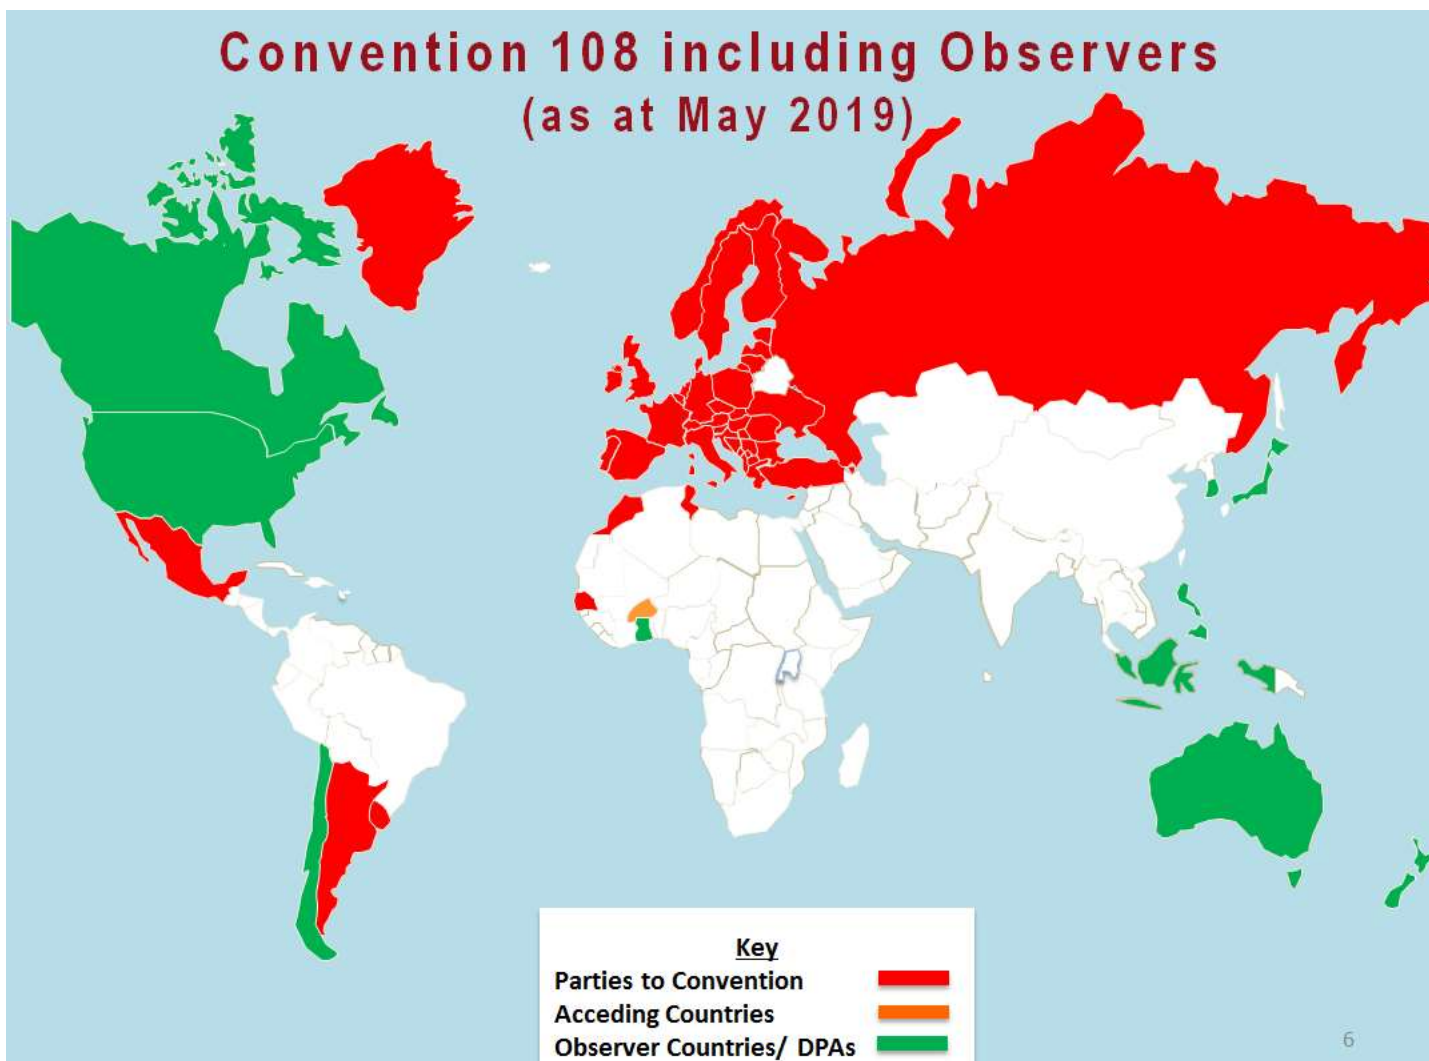 Convention 108 including Observers
(as at May 2019)
Key
Parties to Convention
Acceding Countries
Observer Countries/ DPAs
6